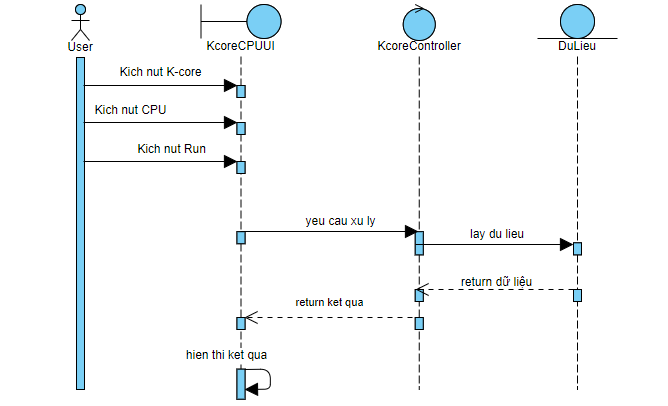 User
KcoreCPUUI
KcoreController
DuLieu
Kich nut K-core
Kich nut CPU
Kich nut Run
yeu cau xu ly
lay du lieu
return dữ liệu
return ket qua
hien thi ket qua